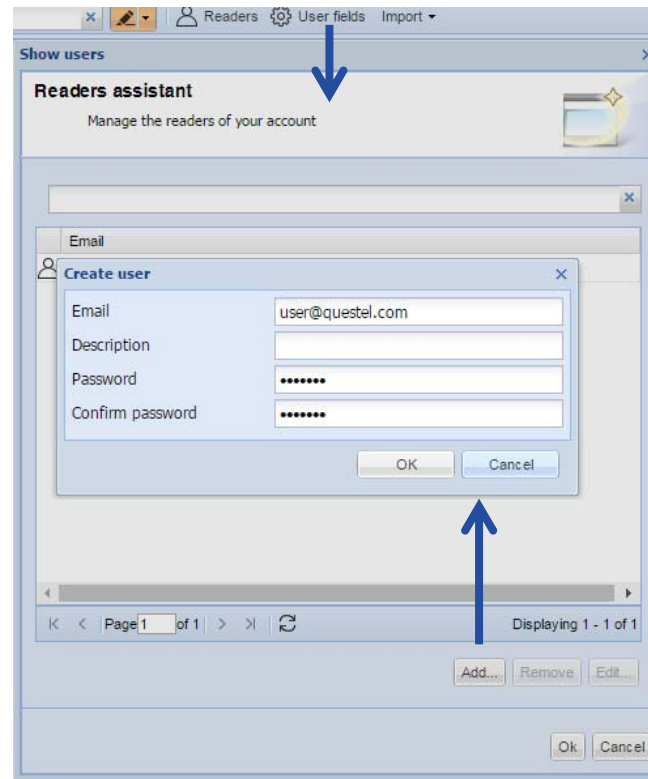 Readers User fields Import
Show users
Readers assistant
Manage the readers of your account
Email
Create user
Email user@questel.com
Description
Password •••••••
Confirm password •••••••
OK Cancel
Page 1 of 1 Displaying 1 - 1 of 1
Add... Remove Edit...
Ok Cancel